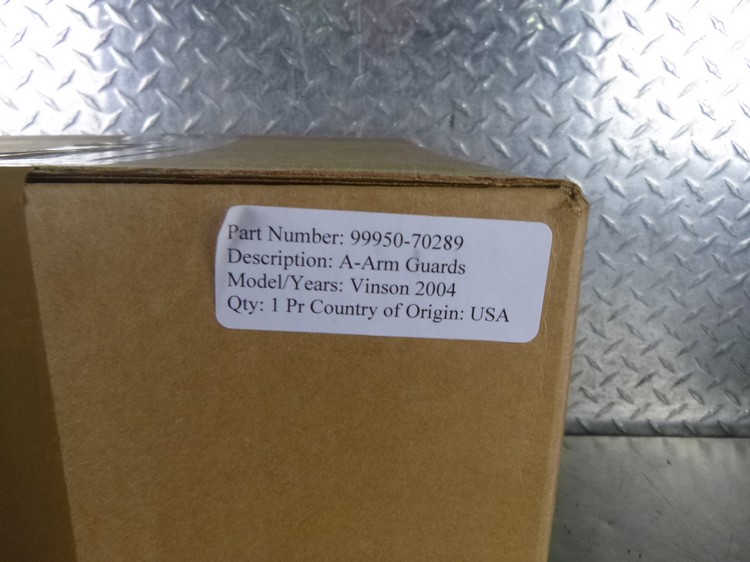 Part Number: 99950-70289
Description: A-Arm Guards
Model/Years: Vinson 2004
Qty: 1 Pr Country of Origin: USA